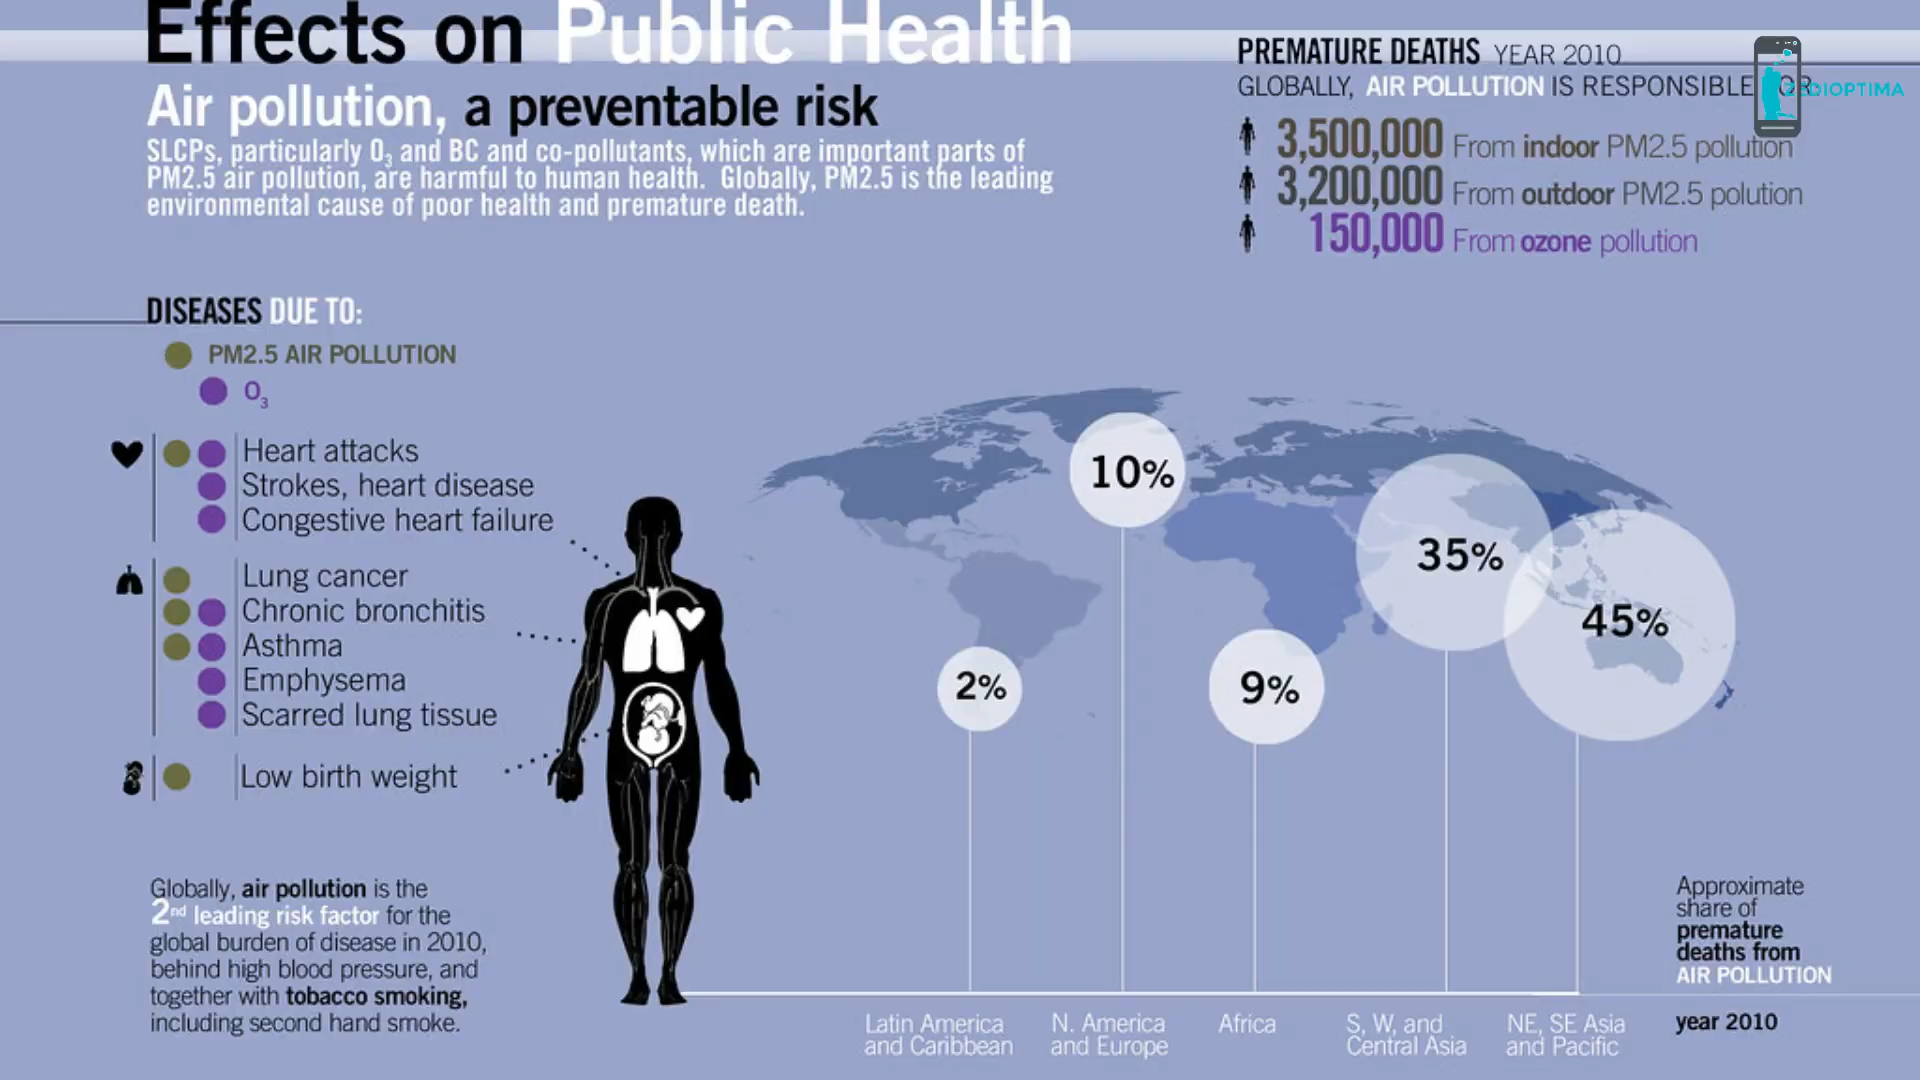 Effects on Public Health
Air pollution, a preventable risk
SLCPs, particularly O₃ and BC and co-pollutants, which are important parts of
PM2.5 air pollution, are harmful to human health. Globally, PM2.5 is the leading
environmental cause of poor health and premature death.
PREMATURE DEATHS YEAR 2010
GLOBALLY, AIR POLLUTION IS RESPONSIBLE
3,500,000 From indoor PM2.5 pollution
3,200,000 From outdoor PM2.5 polution
150,000 From ozone pollution
DISEASES DUE TO:
PM2.5 AIR POLLUTION
O₃
Heart attacks
Strokes, heart disease
Congestive heart failure
Lung cancer
Chronic bronchitis
Asthma
Emphysema
Scarred lung tissue
Low birth weight
Globally, air pollution is the
2nd leading risk factor for the
global burden of disease in 2010,
behind high blood pressure, and
together with tobacco smoking,
including second hand smoke.
10%
35%
45%
2%
9%
Latin America
and Caribbean
N. America
and Europe
Africa
S, W, and
Central Asia
NE, SE Asia
and Pacific
Approximate
share of
premature
deaths from
AIR POLLUTION
year 2010